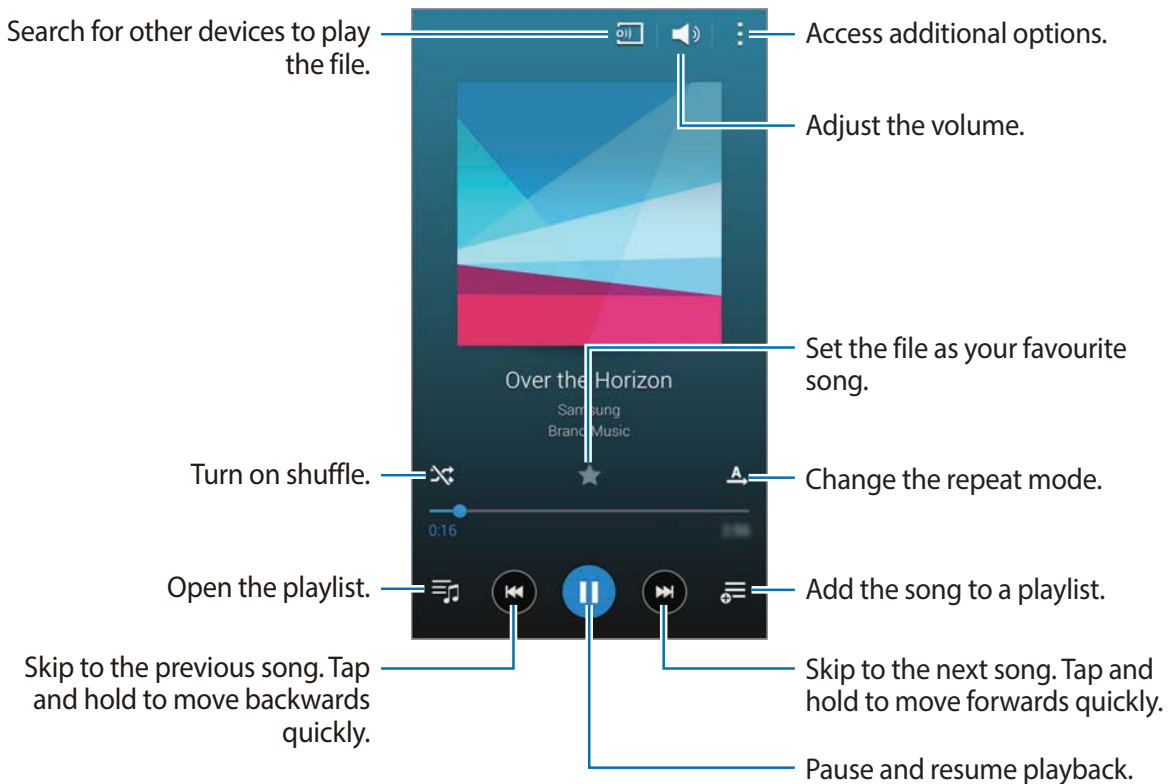 Search for other devices to play
the file.
Access additional options.
Adjust the volume.
Set the file as your favourite
song.
Over the Horizon
Samsung
Brand Music
Turn on shuffle.
A
Change the repeat mode.
0:16
Open the playlist.
Add the song to a playlist.
Skip to the previous song. Tap
and hold to move backwards
quickly.
Skip to the next song. Tap and
hold to move forwards quickly.
Pause and resume playback.